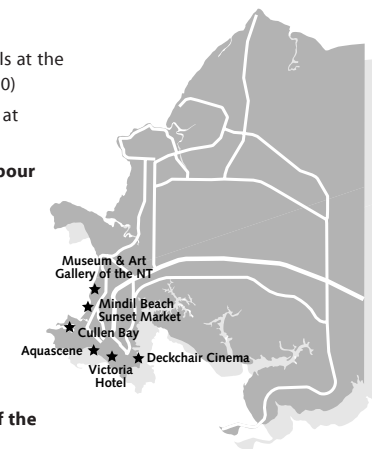 ls at the
0)
at
bour
Museum & Art
Gallery of the NT
Mindil Beach
Sunset Market
Cullen Bay
Aquascene
Deckchair Cinema
Victoria
Hotel
f the